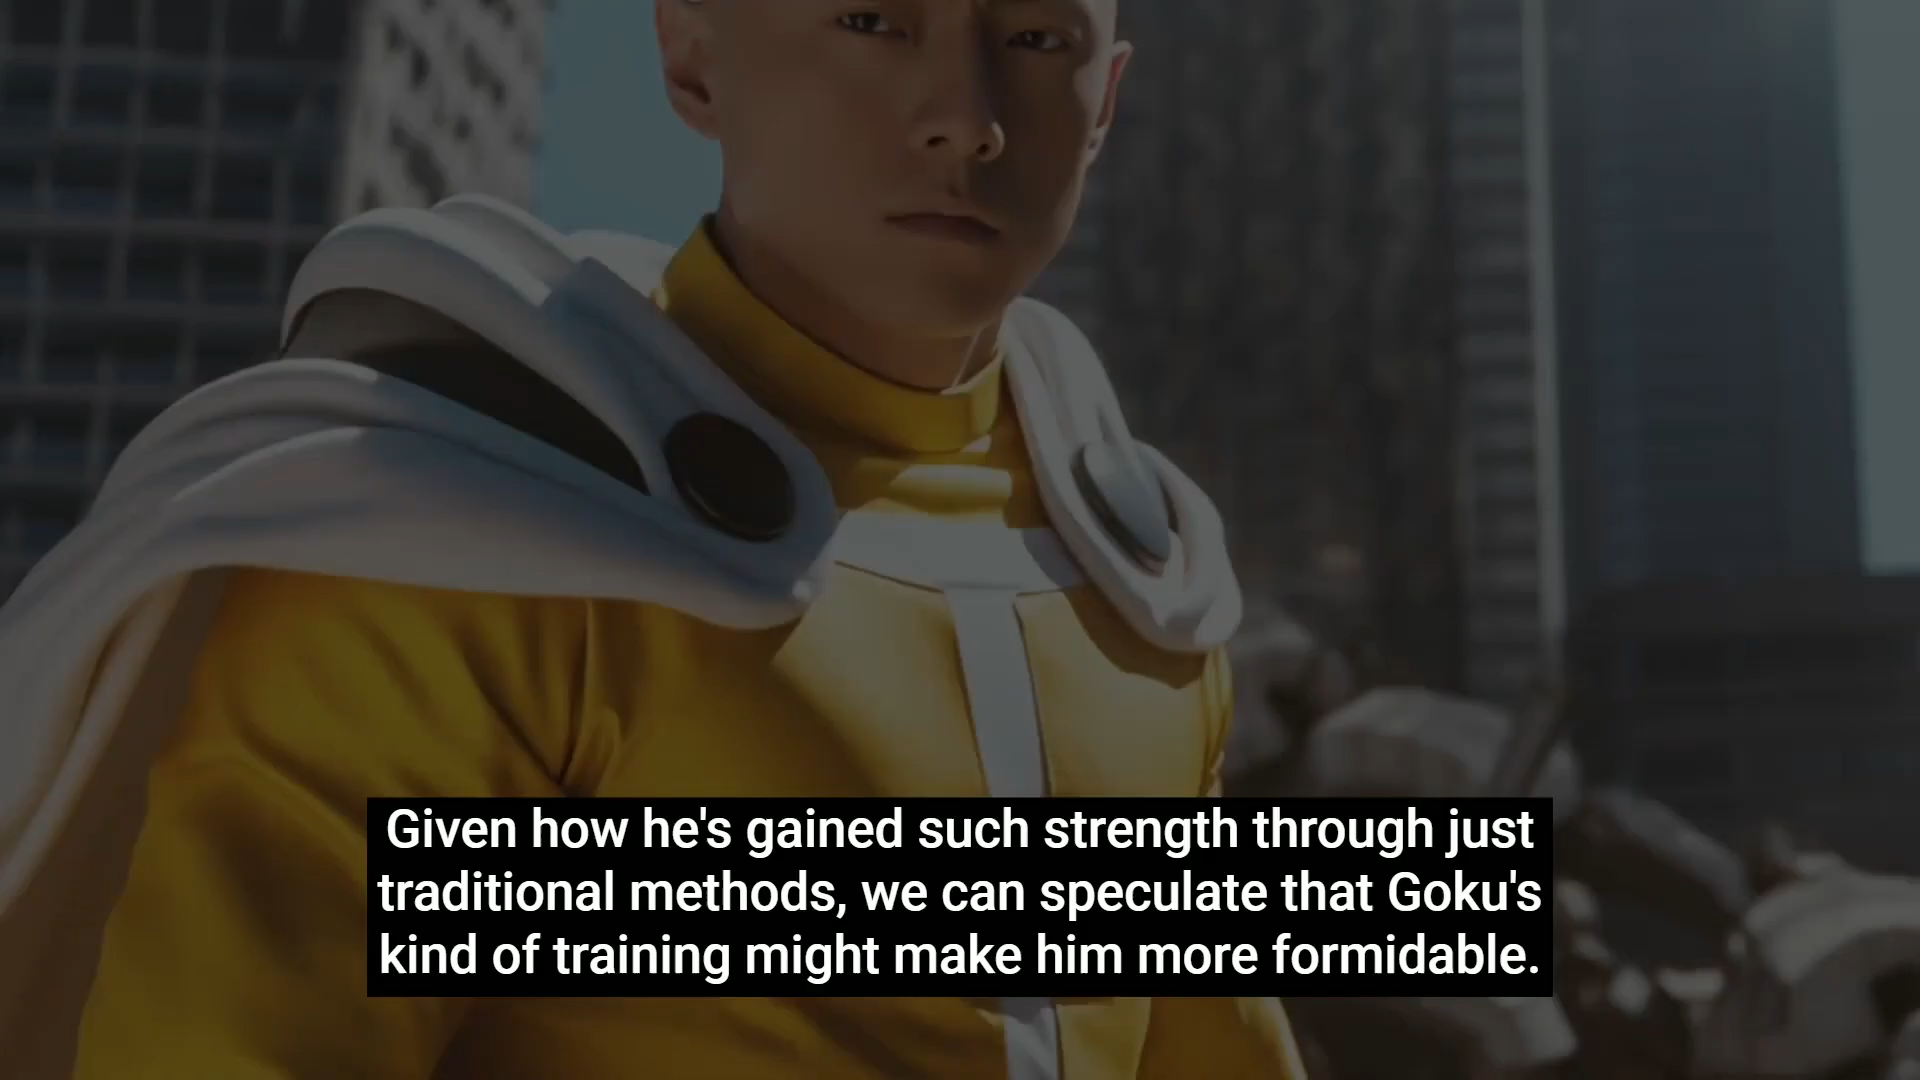 Given how he's gained such strength through just
traditional methods, we can speculate that Goku's
kind of training might make him more formidable.